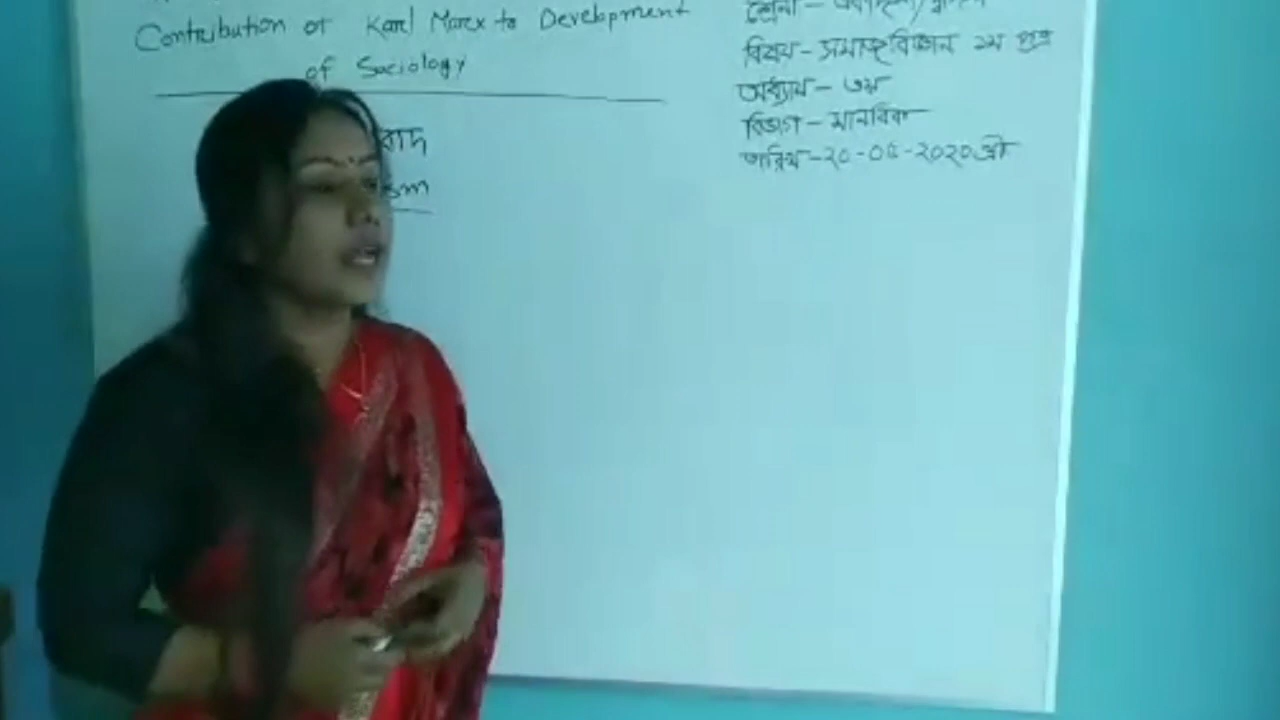 Contribution of Karl Marx to Development
of Sociology
বাদ
sm
শ্রেণী -
বিষয় - সমাজবিজ্ঞান ১ম পত্র
অধ্যায় - ৩য়
বিভাগ - মানবিক
তারিখ - ২০-০৫-২০২০খ্রী